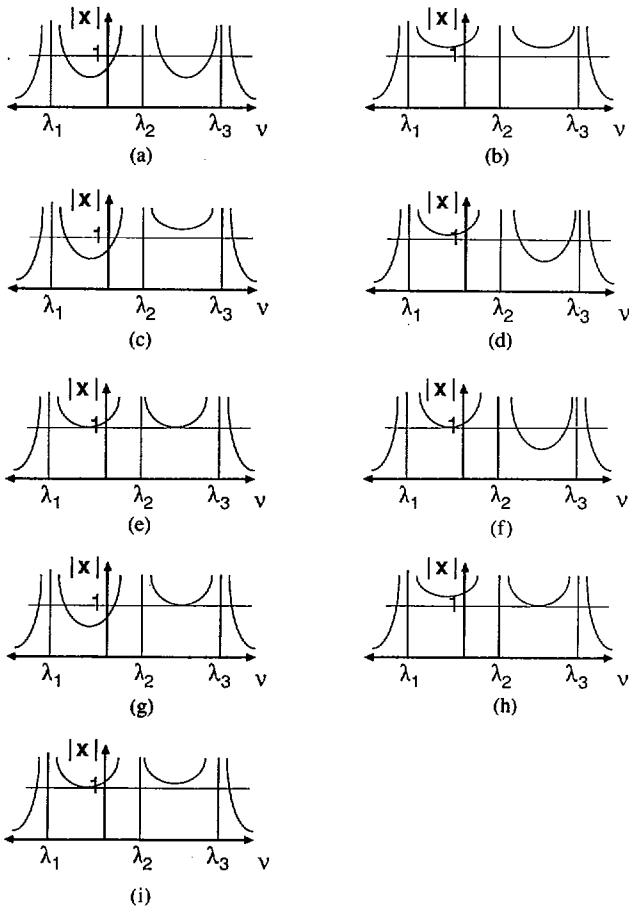 |x| |x|
1 1
λ1 λ2 λ3 ν λ1 λ2 λ3 ν
(a) (b)
|x| |x|
1 1
λ1 λ2 λ3 ν λ1 λ2 λ3 ν
(c) (d)
|x| |x|
1 1
λ1 λ2 λ3 ν λ1 λ2 λ3 ν
(e) (f)
|x| |x|
1 1
λ1 λ2 λ3 ν λ1 λ2 λ3 ν
(g) (h)
|x|
1
λ1 λ2 λ3 ν
(i)